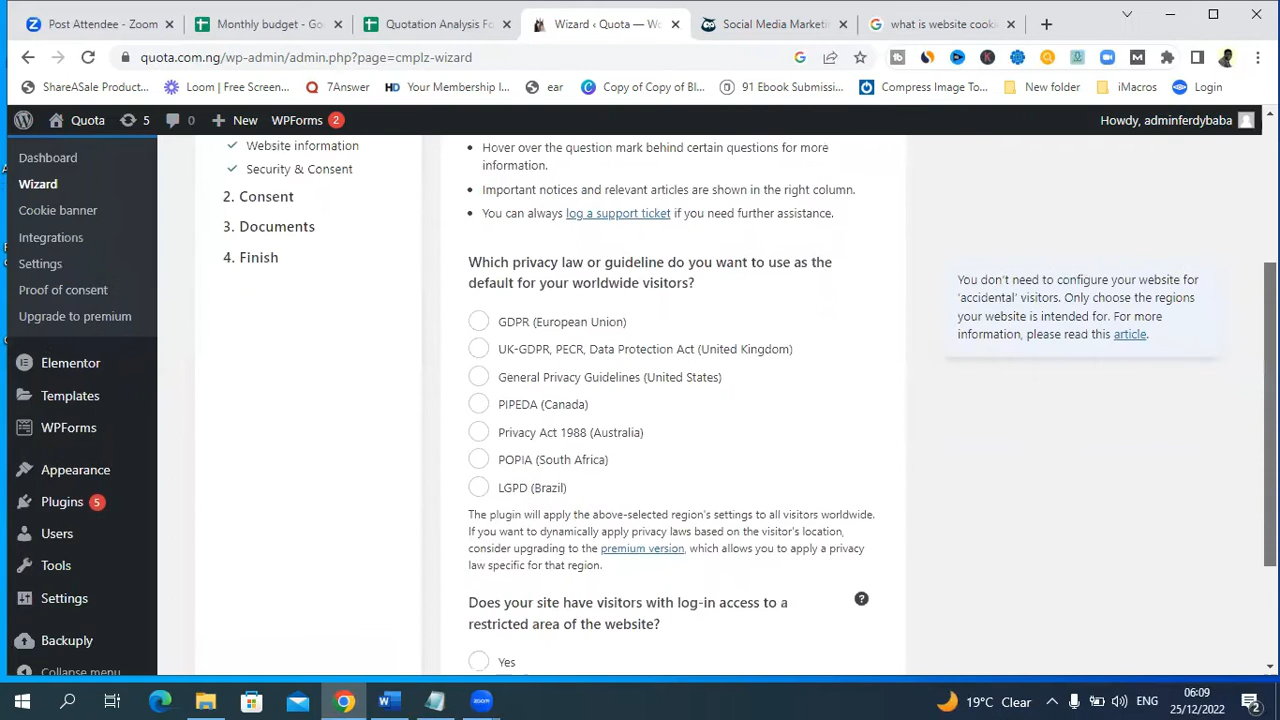 Post Attendee - Zoom
Monthly budget - Go
Quotation Analysis Fo
Wizard ‹ Quota — Wo
Social Media Marketi
what is website cook
quota.com.ng/wp-admin/admin.php?page=cmplz-wizard
ShareASale Product...
Loom | Free Screen...
7Answer
Your Membership I...
ear
Copy of Copy of Bl...
91 Ebook Submissi...
Compress Image To...
New folder
iMacros
Login
Quota
5
0
New
WPForms
2
Howdy, adminferdybaba
Dashboard
Wizard
Cookie banner
Integrations
Settings
Proof of consent
Upgrade to premium
Elementor
Templates
WPForms
Appearance
Plugins 5
Users
Tools
Settings
Backuply
Collapse menu
Website information
Security & Consent
2. Consent
3. Documents
4. Finish
Hover over the question mark behind certain questions for more
information.
Important notices and relevant articles are shown in the right column.
You can always log a support ticket if you need further assistance.
Which privacy law or guideline do you want to use as the
default for your worldwide visitors?
GDPR (European Union)
UK-GDPR, PECR, Data Protection Act (United Kingdom)
General Privacy Guidelines (United States)
PIPEDA (Canada)
Privacy Act 1988 (Australia)
POPIA (South Africa)
LGPD (Brazil)
The plugin will apply the above-selected region's settings to all visitors worldwide.
If you want to dynamically apply privacy laws based on the visitor's location,
consider upgrading to the premium version, which allows you to apply a privacy
law specific for that region.
Does your site have visitors with log-in access to a
restricted area of the website?
?
Yes
You don't need to configure your website for
'accidental' visitors. Only choose the regions
your website is intended for. For more
information, please read this article.
19°C Clear
ENG
06:09
25/12/2022
2